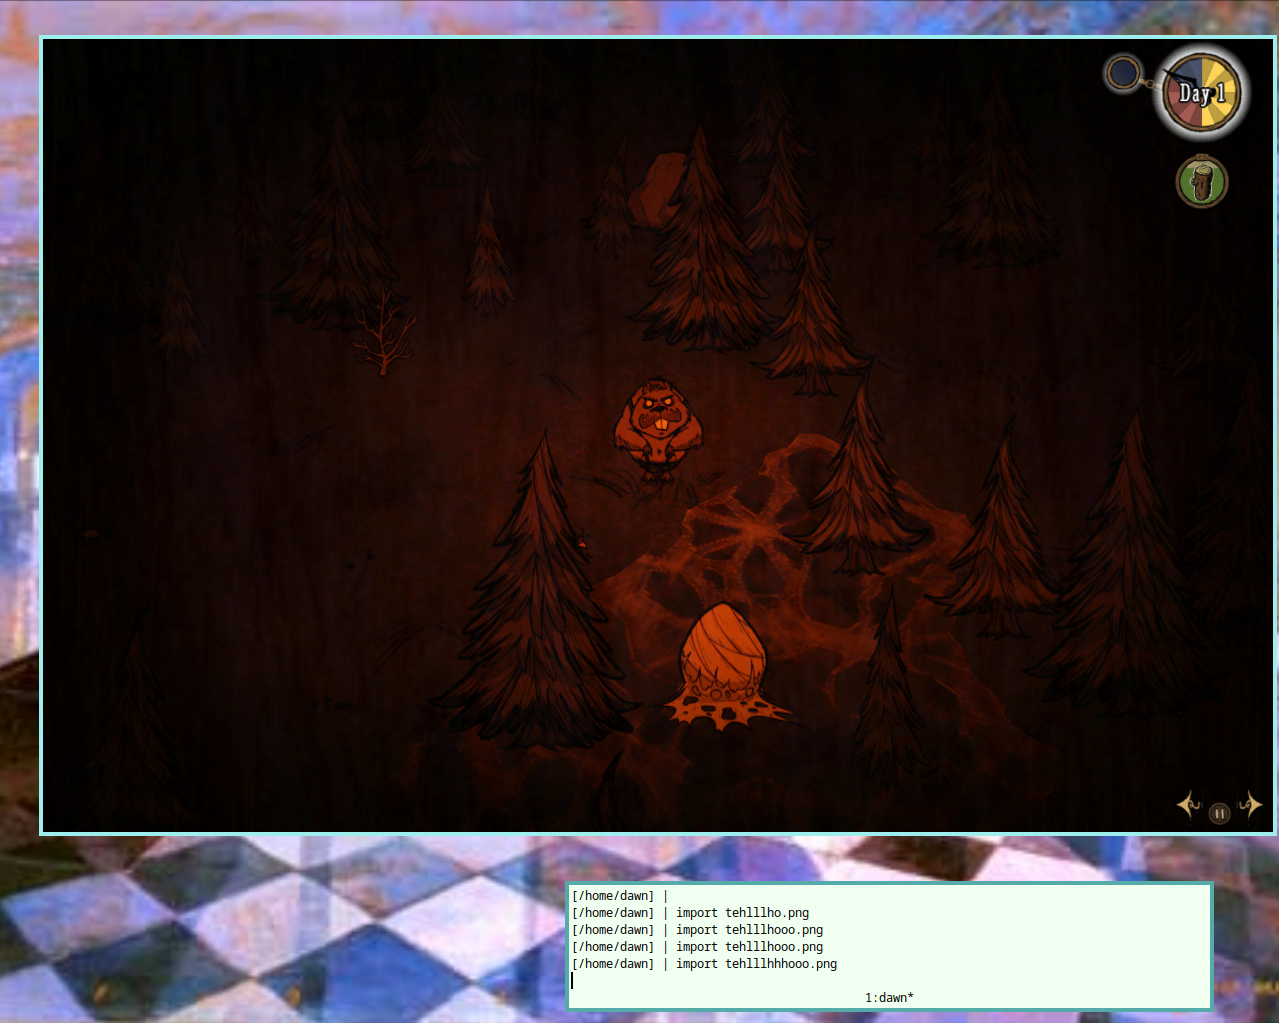 Day 1
[/home/dawn] |
[/home/dawn] | import tehlllho.png
[/home/dawn] | import tehlllhooo.png
[/home/dawn] | import tehlllhooo.png
[/home/dawn] | import tehlllhhhooo.png
1:dawn*